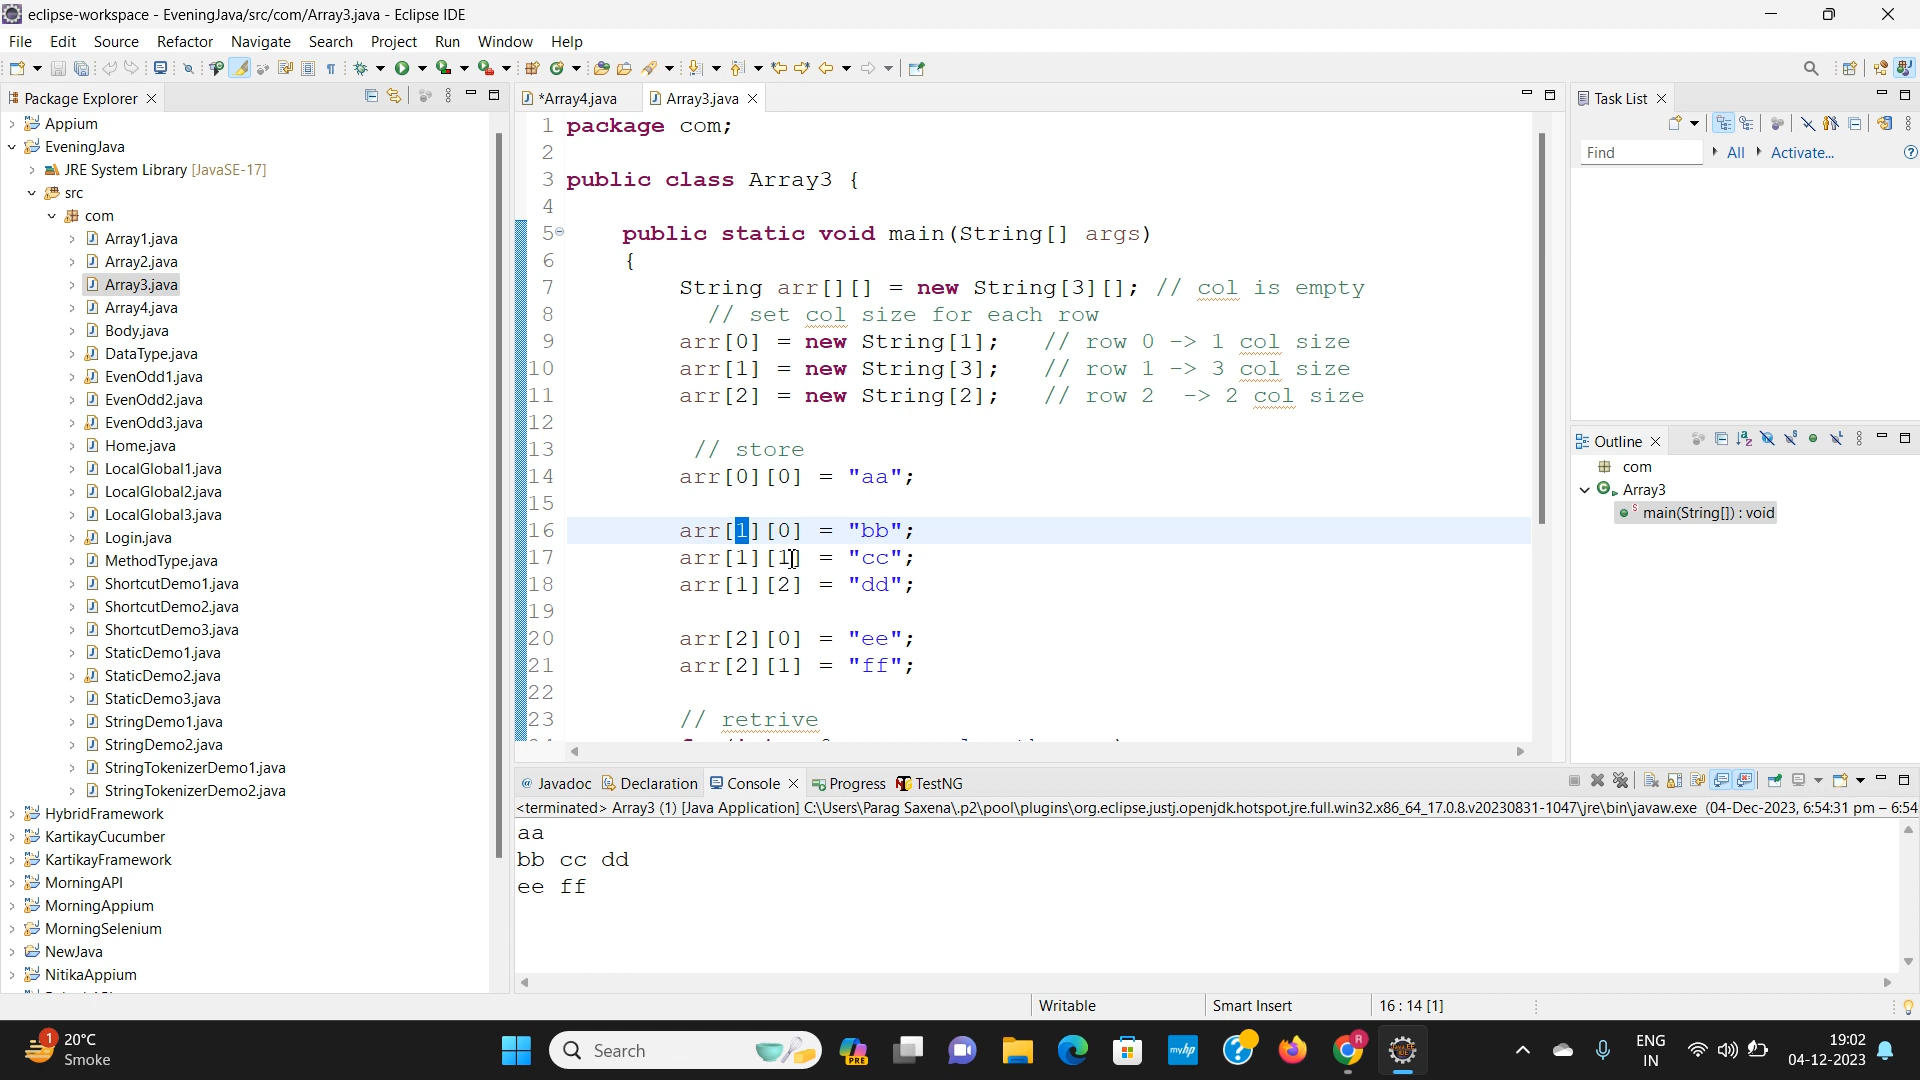 eclipse-workspace - EveningJava/src/com/Array3.java - Eclipse IDE
File Edit Source Refactor Navigate Search Project Run Window Help
Package Explorer
Appium
EveningJava
JRE System Library [JavaSE-17]
src
com
Array1.java
Array2.java
Array3.java
Array4.java
Body.java
DataType.java
EvenOdd1.java
EvenOdd2.java
EvenOdd3.java
Home.java
LocalGlobal1.java
LocalGlobal2.java
LocalGlobal3.java
Login.java
MethodType.java
ShortcutDemo1.java
ShortcutDemo2.java
ShortcutDemo3.java
StaticDemo1.java
StaticDemo2.java
StaticDemo3.java
StringDemo1.java
StringDemo2.java
StringTokenizerDemo1.java
StringTokenizerDemo2.java
HybridFramework
KartikayCucumber
KartikayFramework
MorningAPI
MorningAppium
MorningSelenium
NewJava
NitikaAppium
*Array4.java Array3.java
1 package com;
2
3 public class Array3 {
4
5 public static void main(String[] args)
6 {
7 String arr[][] = new String[3][]; // col is empty
8 // set col size for each row
9 arr[0] = new String[1]; // row 0 -> 1 col size
10 arr[1] = new String[3]; // row 1 -> 3 col size
11 arr[2] = new String[2]; // row 2 -> 2 col size
12
13 // store
14 arr[0][0] = "aa";
15
16 arr[1][0] = "bb";
17 arr[1][1] = "cc";
18 arr[1][2] = "dd";
19
20 arr[2][0] = "ee";
21 arr[2][1] = "ff";
22
23 // retrive
Task List
Find All Activate...
Outline
com
Array3
main(String[]) : void
Javadoc Declaration Console Progress TestNG
<terminated> Array3 (1) [Java Application] C:\Users\Parag Saxena\.p2\pool\plugins\org.eclipse.justj.openjdk.hotspot.jre.full.win32.x86_64_17.0.8.v20230831-1047\jre\bin\javaw.exe (04-Dec-2023, 6:54:31 pm – 6:54
aa
bb cc dd
ee ff
Writable Smart Insert 16 : 14 [1]
1
20°C
Smoke
Search
PRE
myhp
R
ENG
IN
19:02
04-12-2023